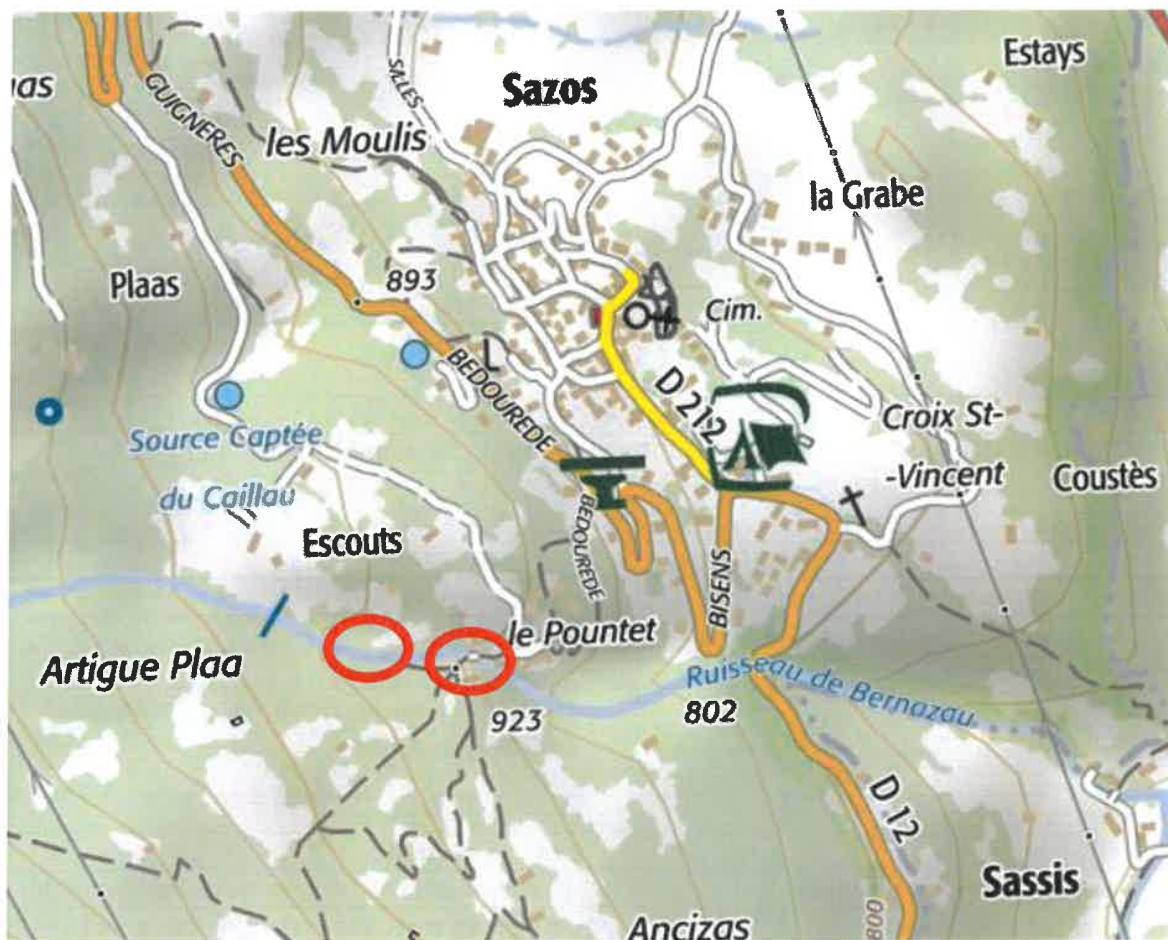 Estays
Sazos
SALLES
GUIGNERES
les Moulis
la Grabe
Plaas
893
Cim.
BEDOUREDE
D 212
Croix St-
-Vincent
Coustès
Source Captée
du Caillau
Escouts
BEDOUREDE
BISENS
le Pountet
Artigue Plaa
Ruisseau de Bernazau
923
802
D 12
Sassis
800
Ancizas